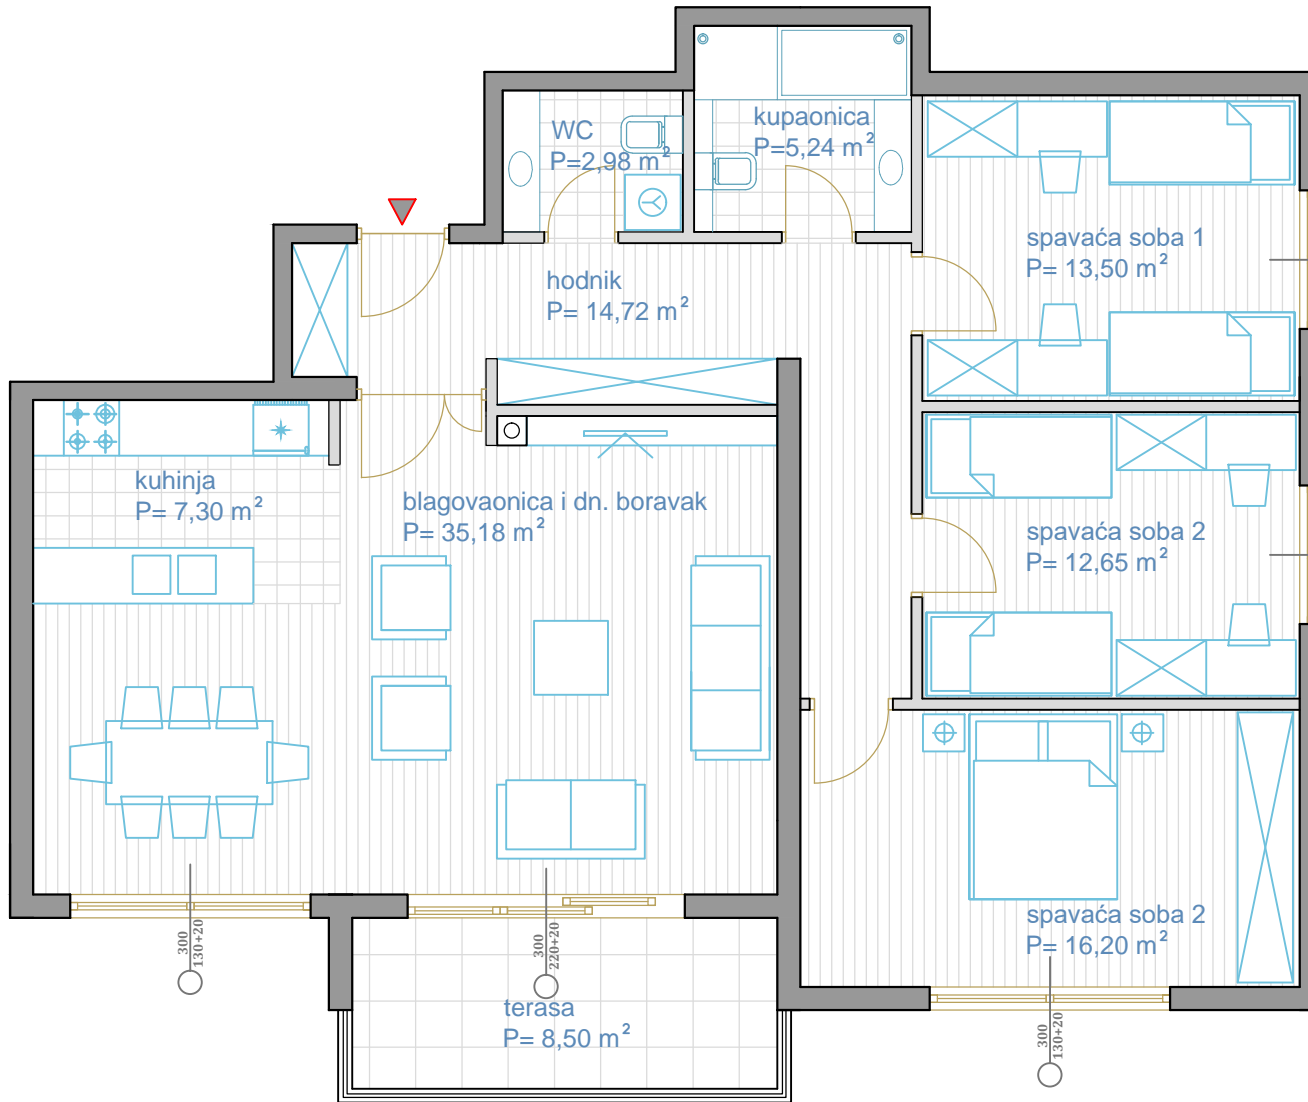 WC
P=2,98 m²
kupaonica
P=5,24 m²
spavaća soba 1
P= 13,50 m²
hodnik
P= 14,72 m²
kuhinja
P= 7,30 m²
blagovaonica i dn. boravak
P= 35,18 m²
spavaća soba 2
P= 12,65 m²
spavaća soba 2
P= 16,20 m²
300
130+20
300
220+20
terasa
P= 8,50 m²
300
130+20